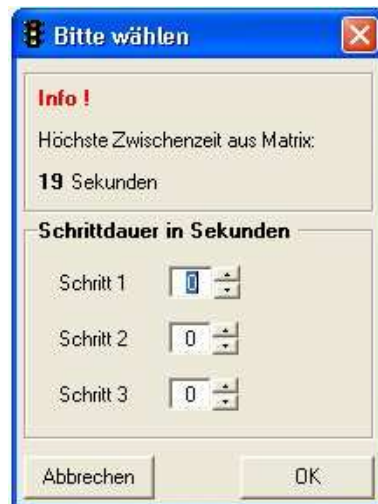 Bitte wählen
Info !
Höchste Zwischenzeit aus Matrix:
19 Sekunden
Schrittdauer in Sekunden
Schritt 1 0
Schritt 2 0
Schritt 3 0
Abbrechen OK